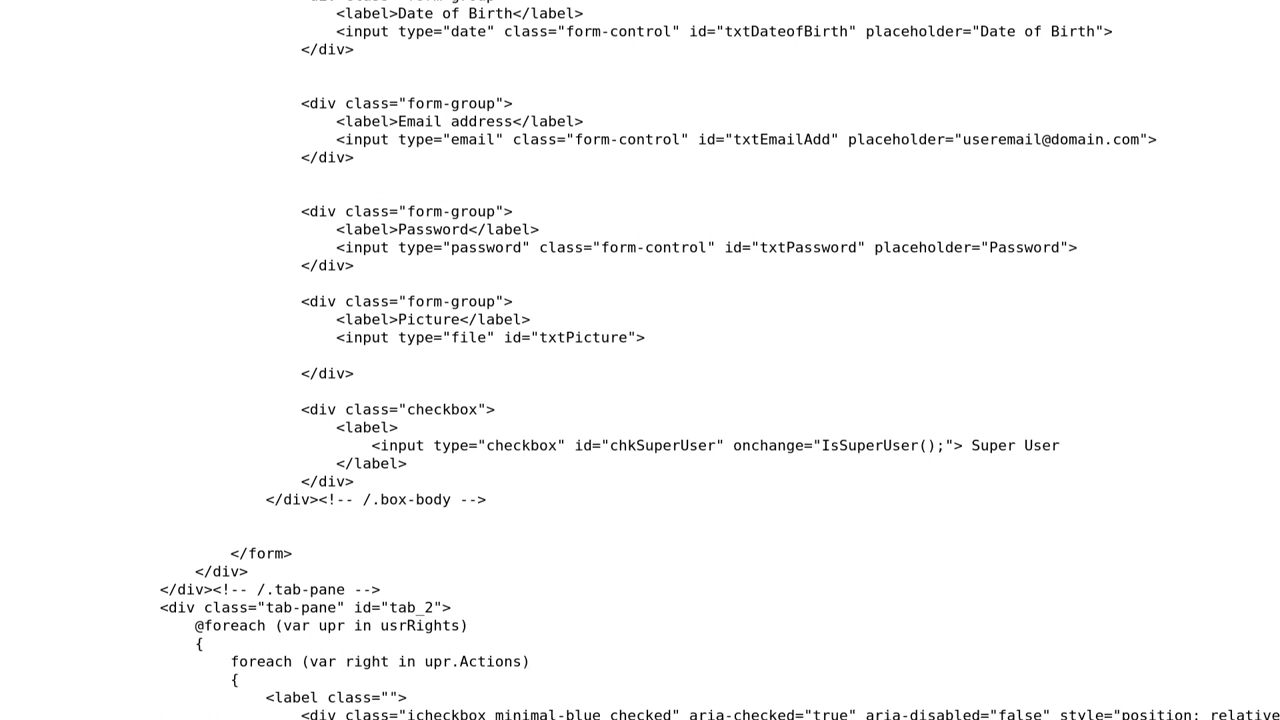 <label>Date of Birth</label>
<input type="date" class="form-control" id="txtDateofBirth" placeholder="Date of Birth">
</div>
<div class="form-group">
<label>Email address</label>
<input type="email" class="form-control" id="txtEmailAdd" placeholder="useremail@domain.com">
</div>
<div class="form-group">
<label>Password</label>
<input type="password" class="form-control" id="txtPassword" placeholder="Password">
</div>
<div class="form-group">
<label>Picture</label>
<input type="file" id="txtPicture">
</div>
<div class="checkbox">
<label>
<input type="checkbox" id="chkSuperUser" onchange="IsSuperUser();"> Super User
</label>
</div>
</div><!-- /.box-body -->
</form>
</div>
</div><!-- /.tab-pane -->
<div class="tab-pane" id="tab_2">
@foreach (var upr in usrRights)
{
foreach (var right in upr.Actions)
{
<label class="">
<div class="icheckbox_minimal-blue checked" aria-checked="true" aria-disabled="false" style="position: relative